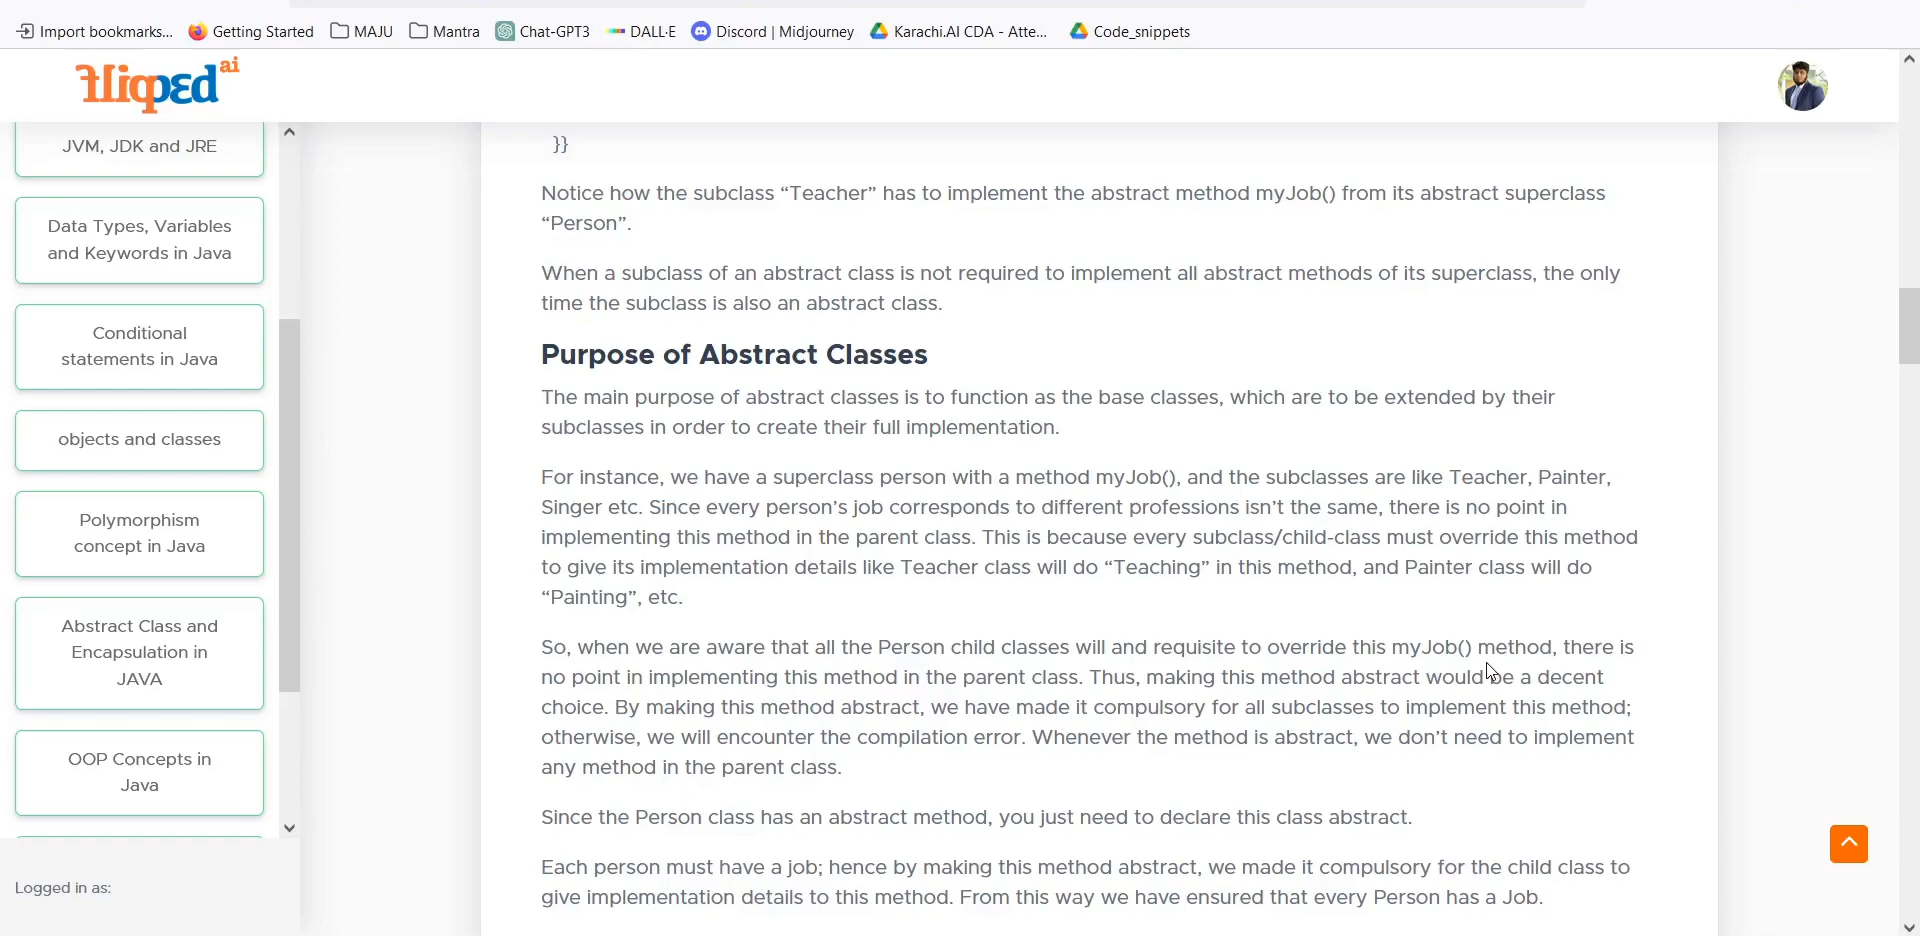 Import bookmarks...
Getting Started
MAJU
Mantra
Chat-GPT3
DALL·E
Discord | Midjourney
Karachi.AI CDA - Atte...
Code_snippets
flipped ai
JVM, JDK and JRE
Data Types, Variables
and Keywords in Java
Conditional
statements in Java
objects and classes
Polymorphism
concept in Java
Abstract Class and
Encapsulation in
JAVA
OOP Concepts in
Java
Logged in as:
}}
Notice how the subclass “Teacher” has to implement the abstract method myJob() from its abstract superclass
“Person”.
When a subclass of an abstract class is not required to implement all abstract methods of its superclass, the only
time the subclass is also an abstract class.
Purpose of Abstract Classes
The main purpose of abstract classes is to function as the base classes, which are to be extended by their
subclasses in order to create their full implementation.
For instance, we have a superclass person with a method myJob(), and the subclasses are like Teacher, Painter,
Singer etc. Since every person’s job corresponds to different professions isn’t the same, there is no point in
implementing this method in the parent class. This is because every subclass/child-class must override this method
to give its implementation details like Teacher class will do “Teaching” in this method, and Painter class will do
“Painting”, etc.
So, when we are aware that all the Person child classes will and requisite to override this myJob() method, there is
no point in implementing this method in the parent class. Thus, making this method abstract would be a decent
choice. By making this method abstract, we have made it compulsory for all subclasses to implement this method;
otherwise, we will encounter the compilation error. Whenever the method is abstract, we don’t need to implement
any method in the parent class.
Since the Person class has an abstract method, you just need to declare this class abstract.
Each person must have a job; hence by making this method abstract, we made it compulsory for the child class to
give implementation details to this method. From this way we have ensured that every Person has a Job.